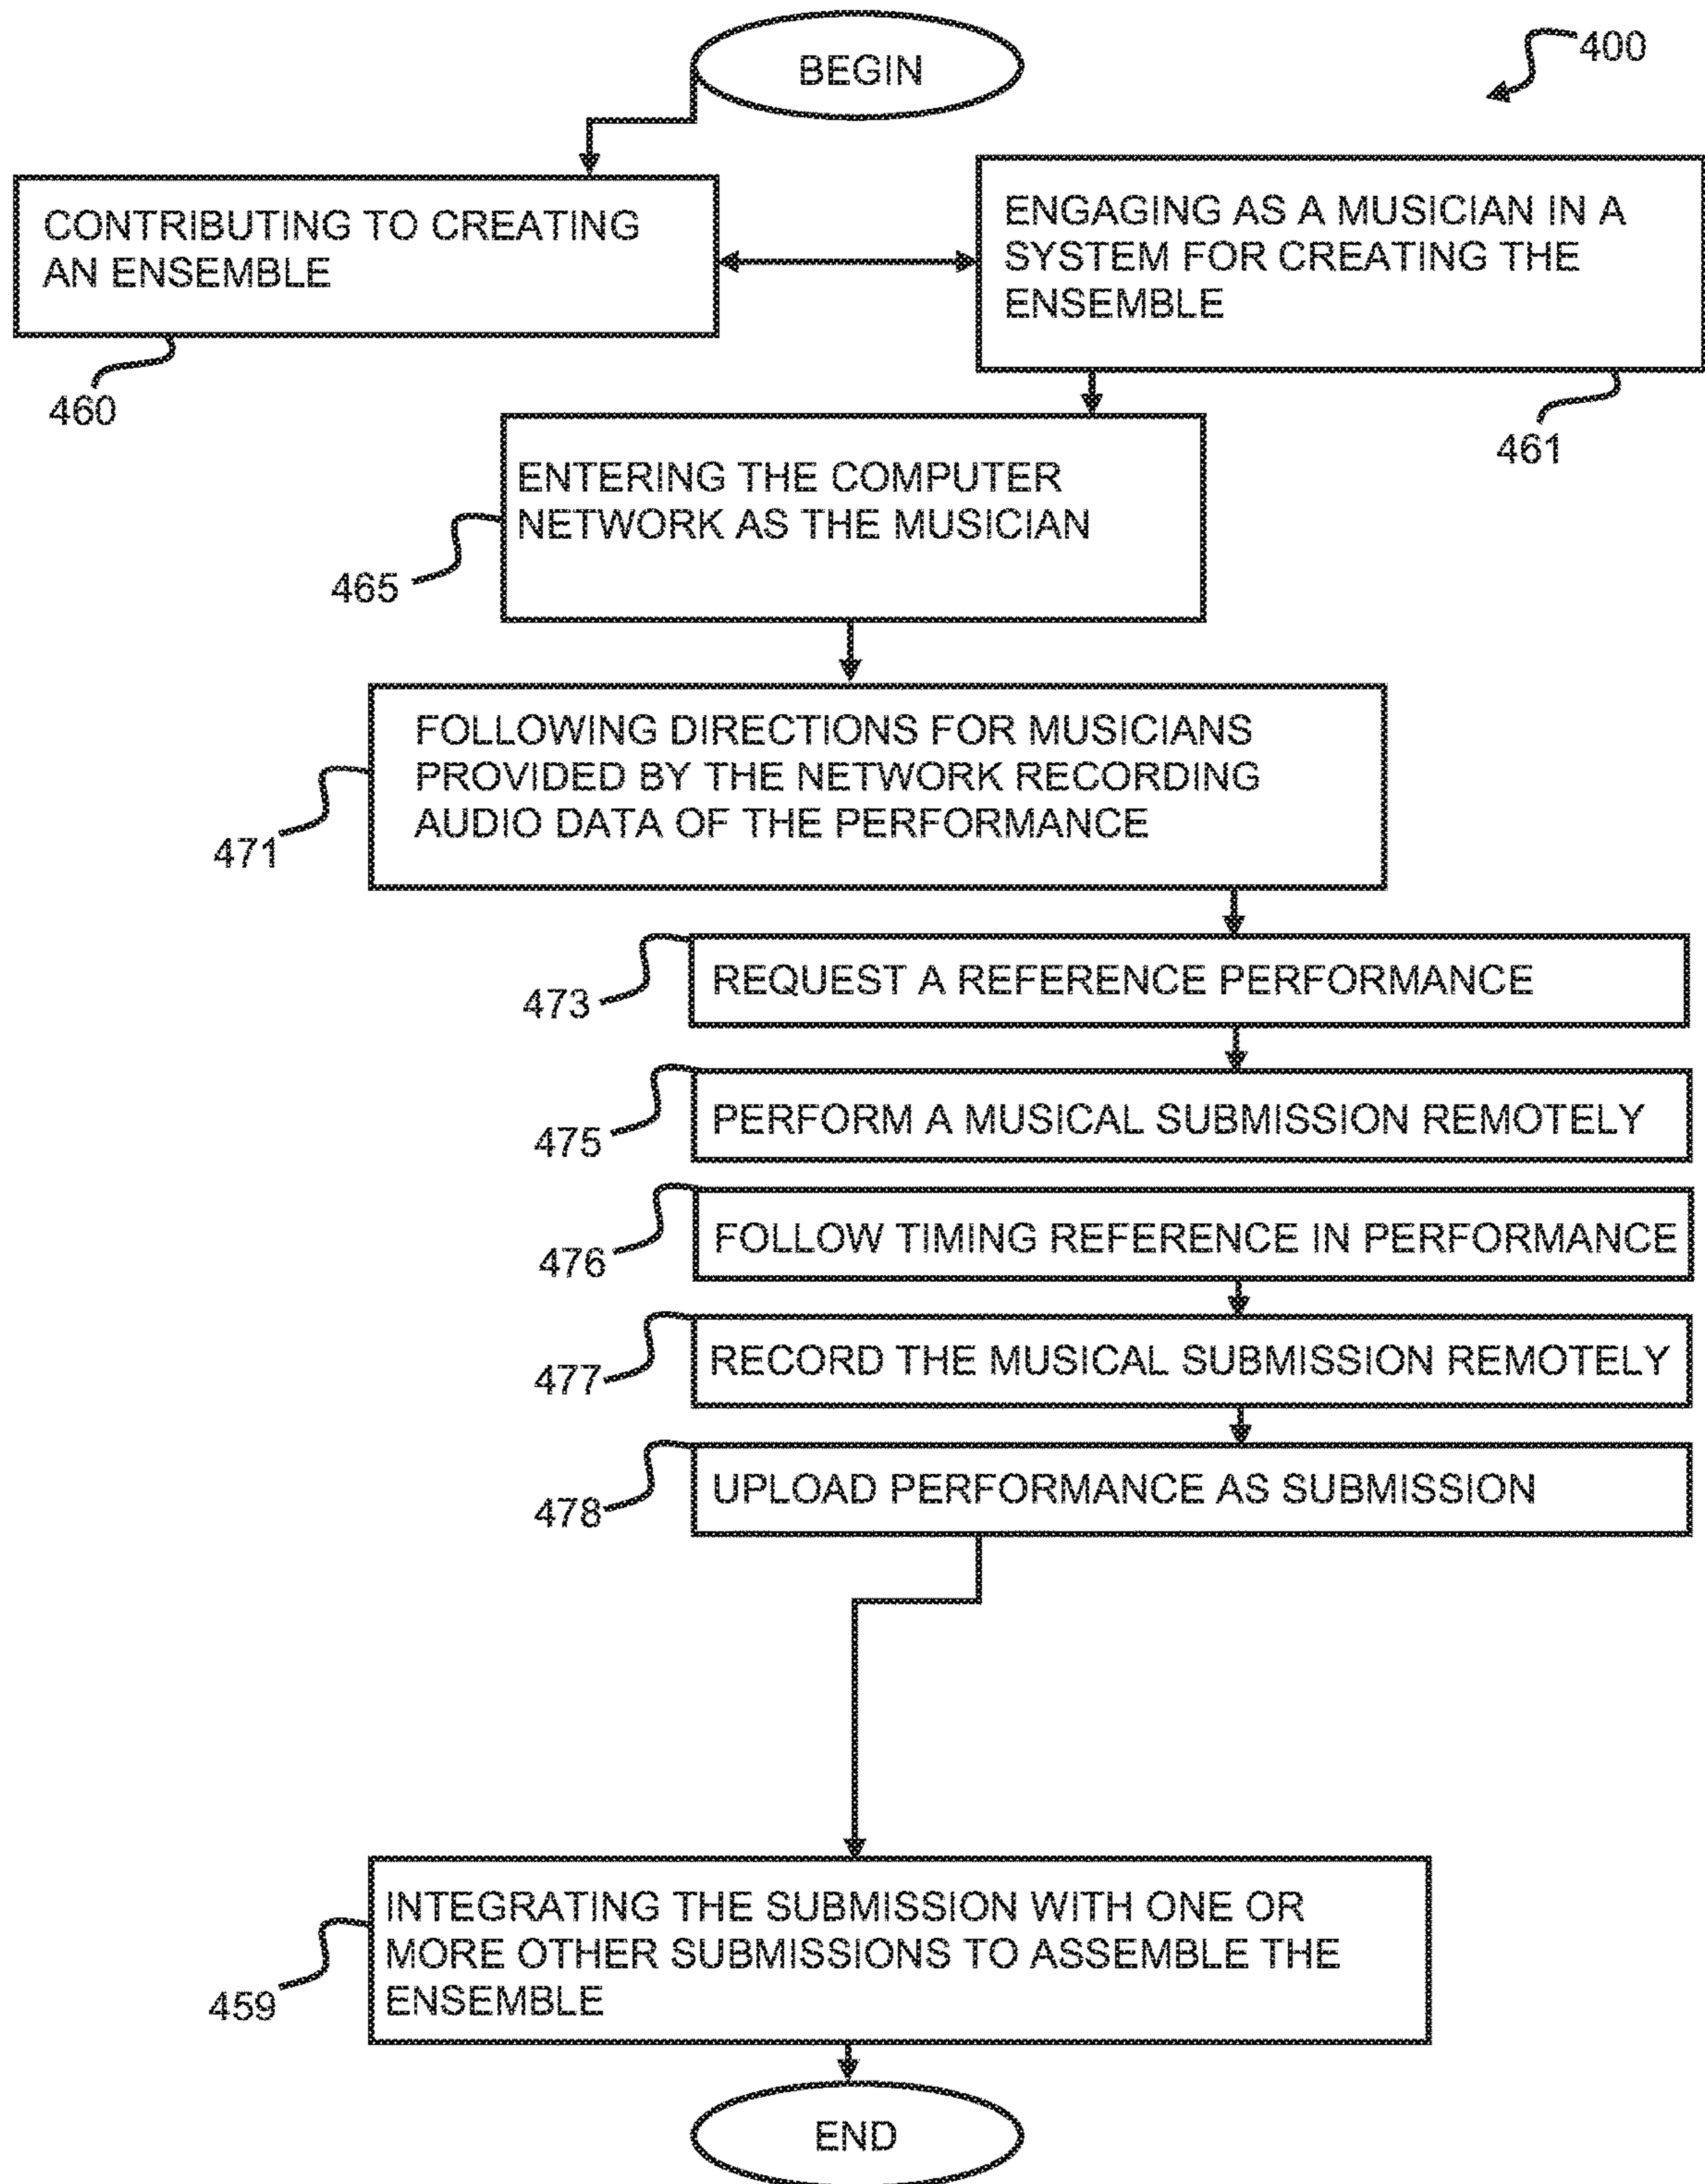 BEGIN
400
CONTRIBUTING TO CREATING
AN ENSEMBLE
ENGAGING AS A MUSICIAN IN A
SYSTEM FOR CREATING THE
ENSEMBLE
460
461
ENTERING THE COMPUTER
NETWORK AS THE MUSICIAN
465
FOLLOWING DIRECTIONS FOR MUSICIANS
PROVIDED BY THE NETWORK RECORDING
AUDIO DATA OF THE PERFORMANCE
471
REQUEST A REFERENCE PERFORMANCE
473
PERFORM A MUSICAL SUBMISSION REMOTELY
475
FOLLOW TIMING REFERENCE IN PERFORMANCE
476
RECORD THE MUSICAL SUBMISSION REMOTELY
477
UPLOAD PERFORMANCE AS SUBMISSION
478
INTEGRATING THE SUBMISSION WITH ONE OR
MORE OTHER SUBMISSIONS TO ASSEMBLE THE
ENSEMBLE
459
END